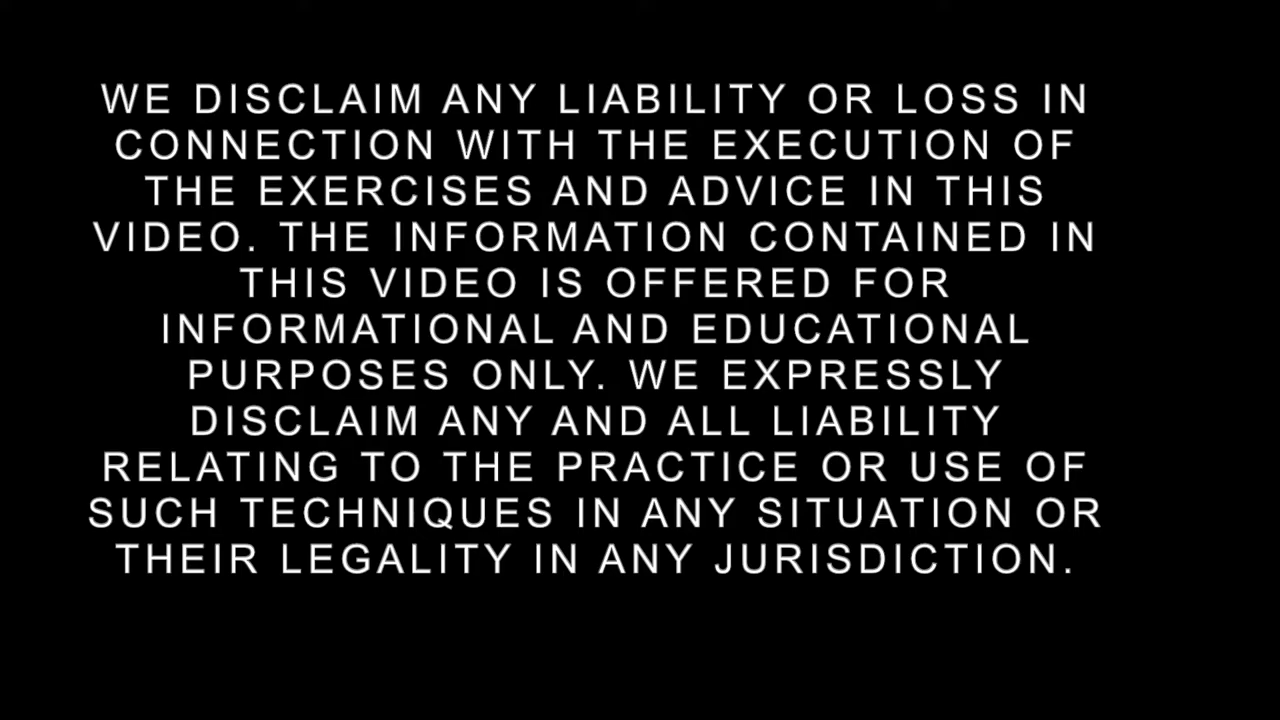 WE DISCLAIM ANY LIABILITY OR LOSS IN
CONNECTION WITH THE EXECUTION OF
THE EXERCISES AND ADVICE IN THIS
VIDEO. THE INFORMATION CONTAINED IN
THIS VIDEO IS OFFERED FOR
INFORMATIONAL AND EDUCATIONAL
PURPOSES ONLY. WE EXPRESSLY
DISCLAIM ANY AND ALL LIABILITY
RELATING TO THE PRACTICE OR USE OF
SUCH TECHNIQUES IN ANY SITUATION OR
THEIR LEGALITY IN ANY JURISDICTION.